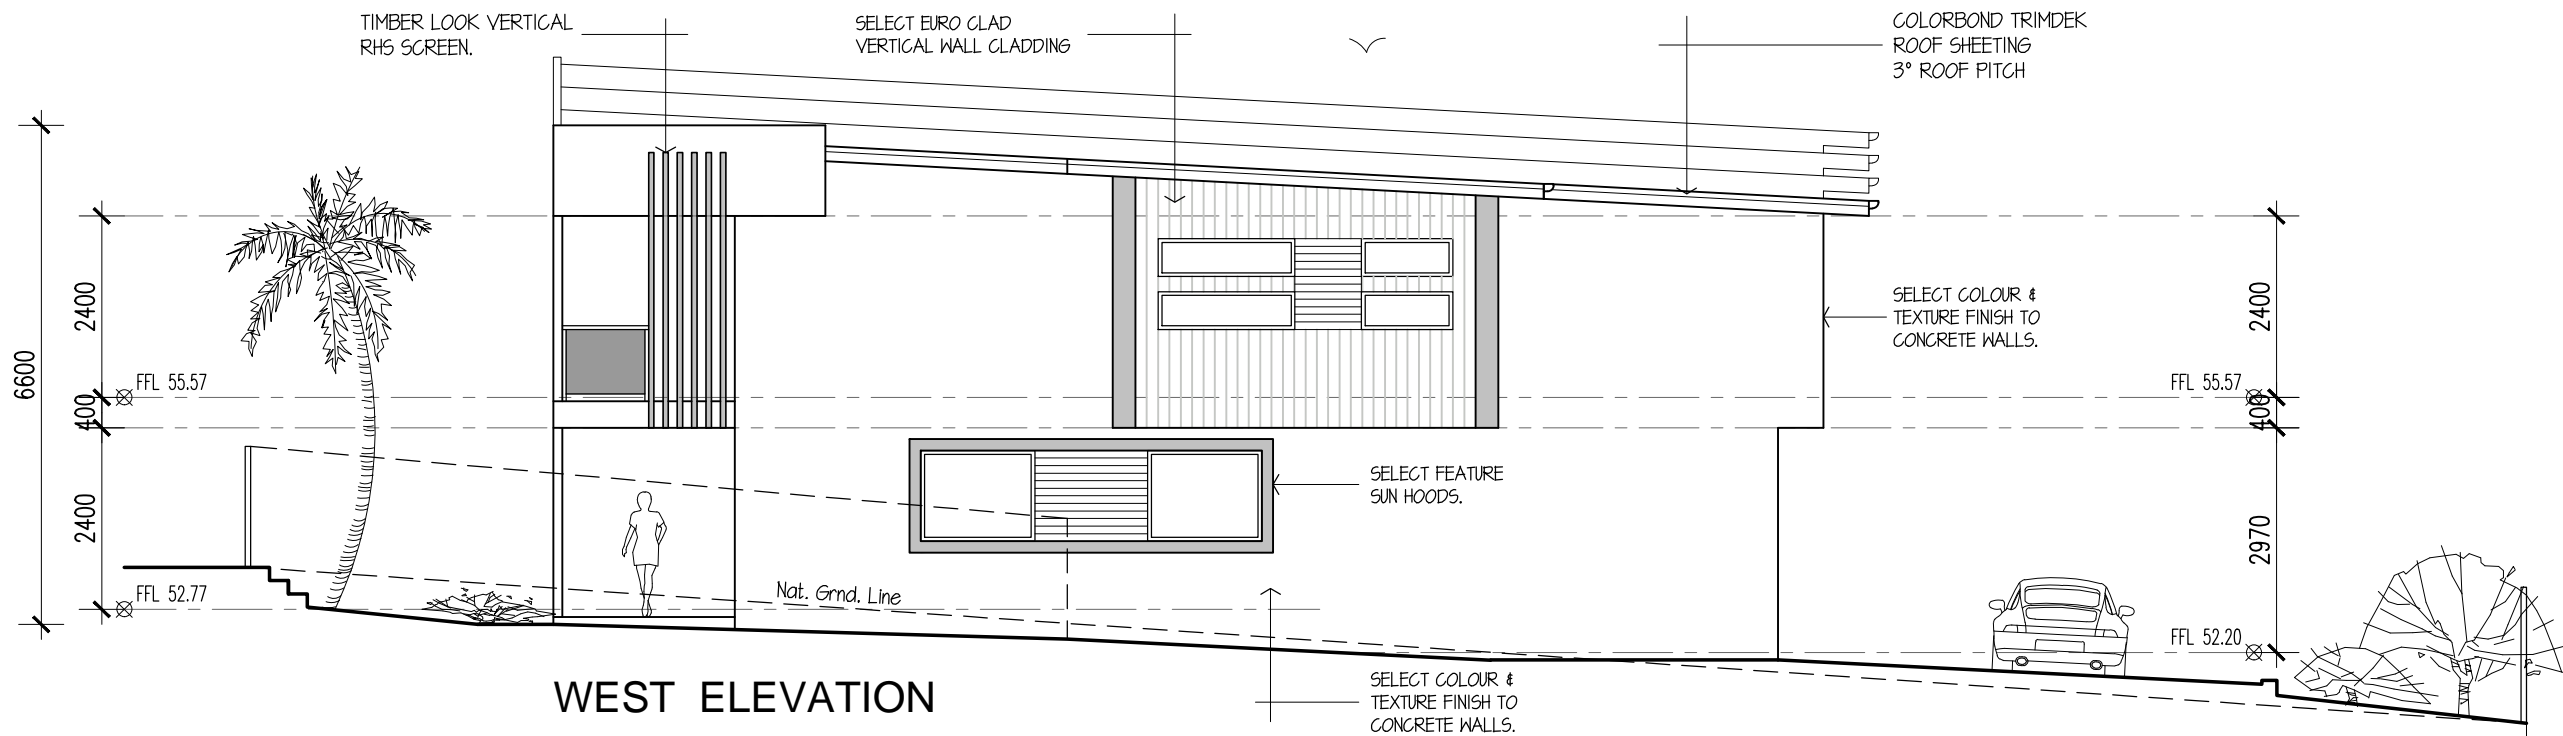 TIMBER LOOK VERTICAL
RHS SCREEN.
SELECT EURO CLAD
VERTICAL WALL CLADDING
COLORBOND TRIMDEK
ROOF SHEETING
3° ROOF PITCH
6600
2400
400
2400
FFL 55.57
FFL 52.77
Nat. Grnd. Line
SELECT FEATURE
SUN HOODS.
SELECT COLOUR &
TEXTURE FINISH TO
CONCRETE WALLS.
2400
400
2970
FFL 55.57
FFL 52.20
SELECT COLOUR &
TEXTURE FINISH TO
CONCRETE WALLS.
WEST ELEVATION